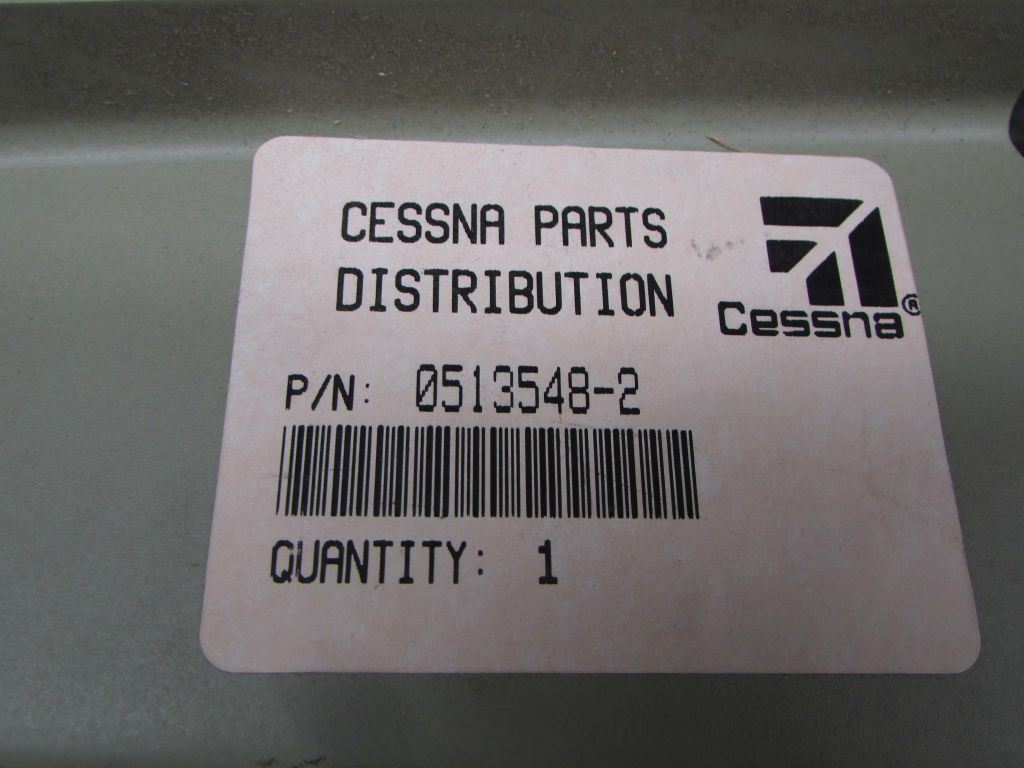 CESSNA PARTS
DISTRIBUTION
Cessna®
P/N: 0513548-2
QUANTITY: 1